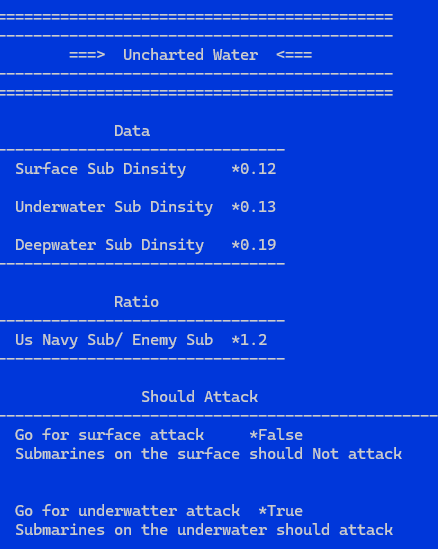 ============================================
--------------------------------------------
===> Uncharted Water <===
--------------------------------------------
============================================
Data
--------------------------------
Surface Sub Dinsity *0.12
Underwater Sub Dinsity *0.13
Deepwater Sub Dinsity *0.19
--------------------------------
Ratio
--------------------------------
Us Navy Sub/ Enemy Sub *1.2
--------------------------------
Should Attack
-------------------------------------------------
Go for surface attack *False
Submarines on the surface should Not attack
Go for underwatter attack *True
Submarines on the underwater should attack